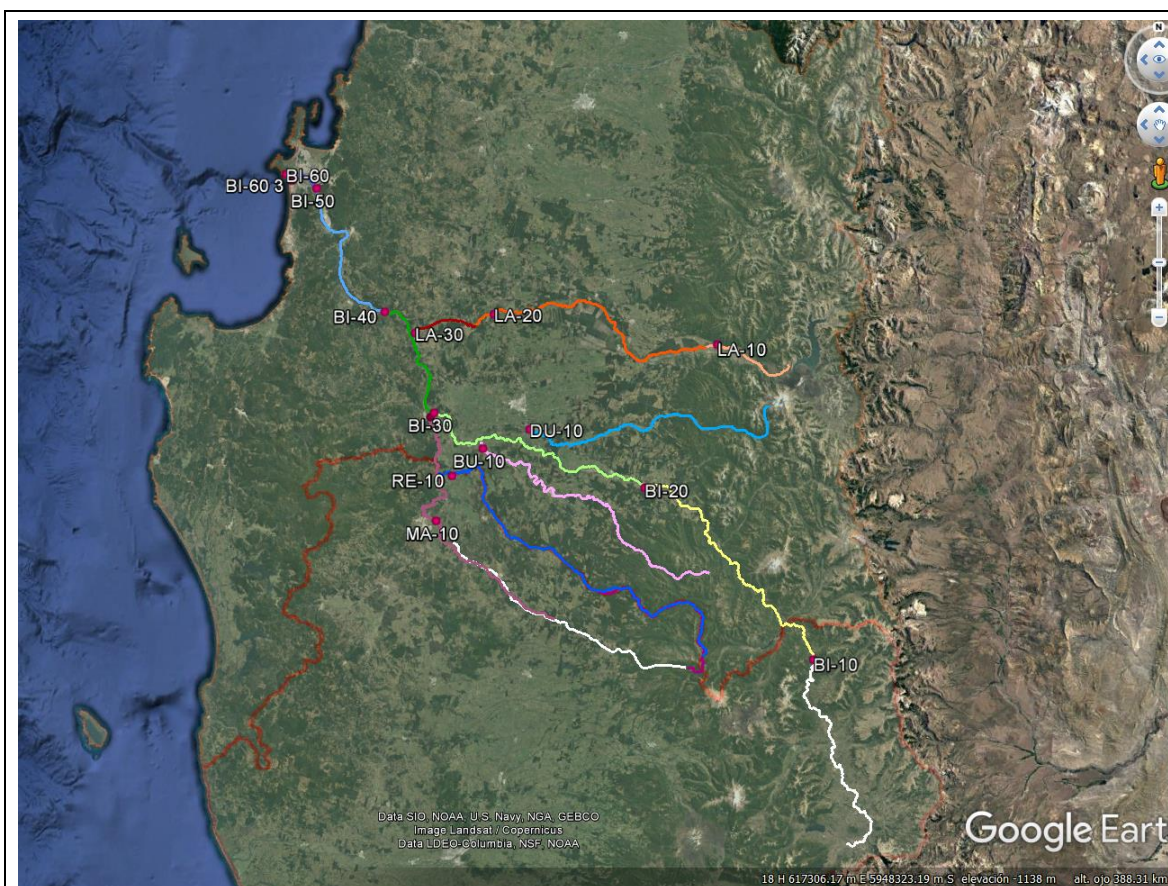 N
BI-60
BI-60 3
BI-50
BI-40
LA-30
LA-20
LA-10
BI-30
DU-10
BU-10
RE-10
BI-20
MA-10
BI-10
Data SIO, NOAA, U.S. Navy, NGA, GEBCO
Image Landsat / Copernicus
Data LDEO-Columbia, NSF, NOAA
Google Eart
18 H 617306.17 m E 5948323.19 m S elevación -1138 m alt. ojo 388.31 km